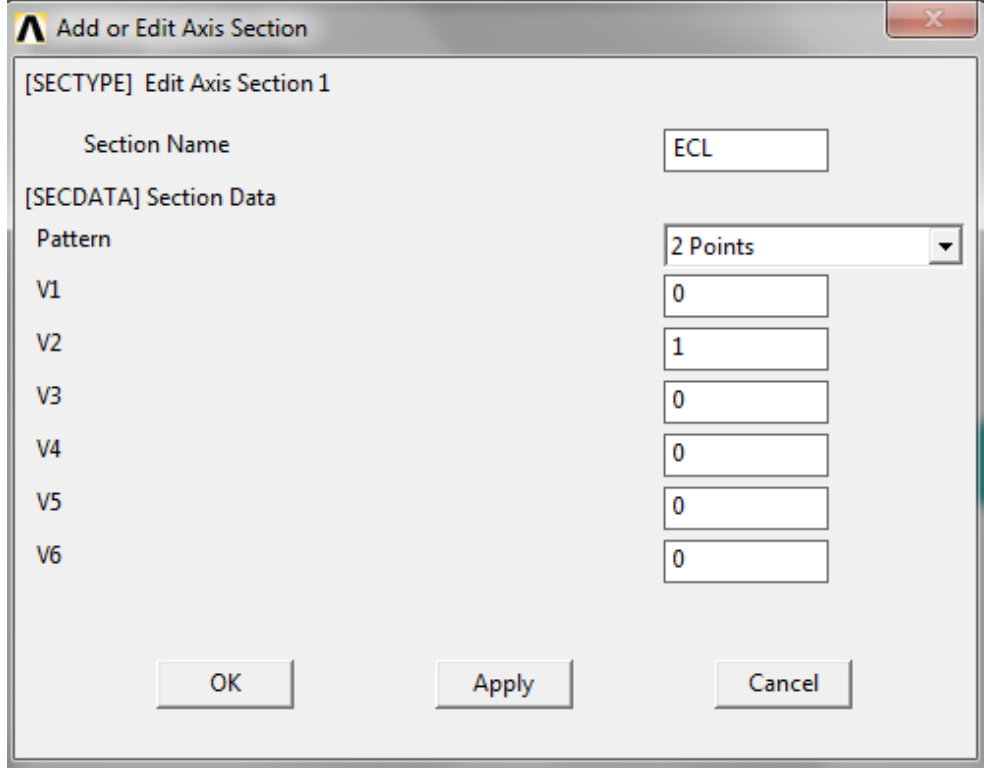 Add or Edit Axis Section
[SECTYPE] Edit Axis Section 1
Section Name ECL
[SECDATA] Section Data
Pattern 2 Points
V1 0
V2 1
V3 0
V4 0
V5 0
V6 0
OK Apply Cancel